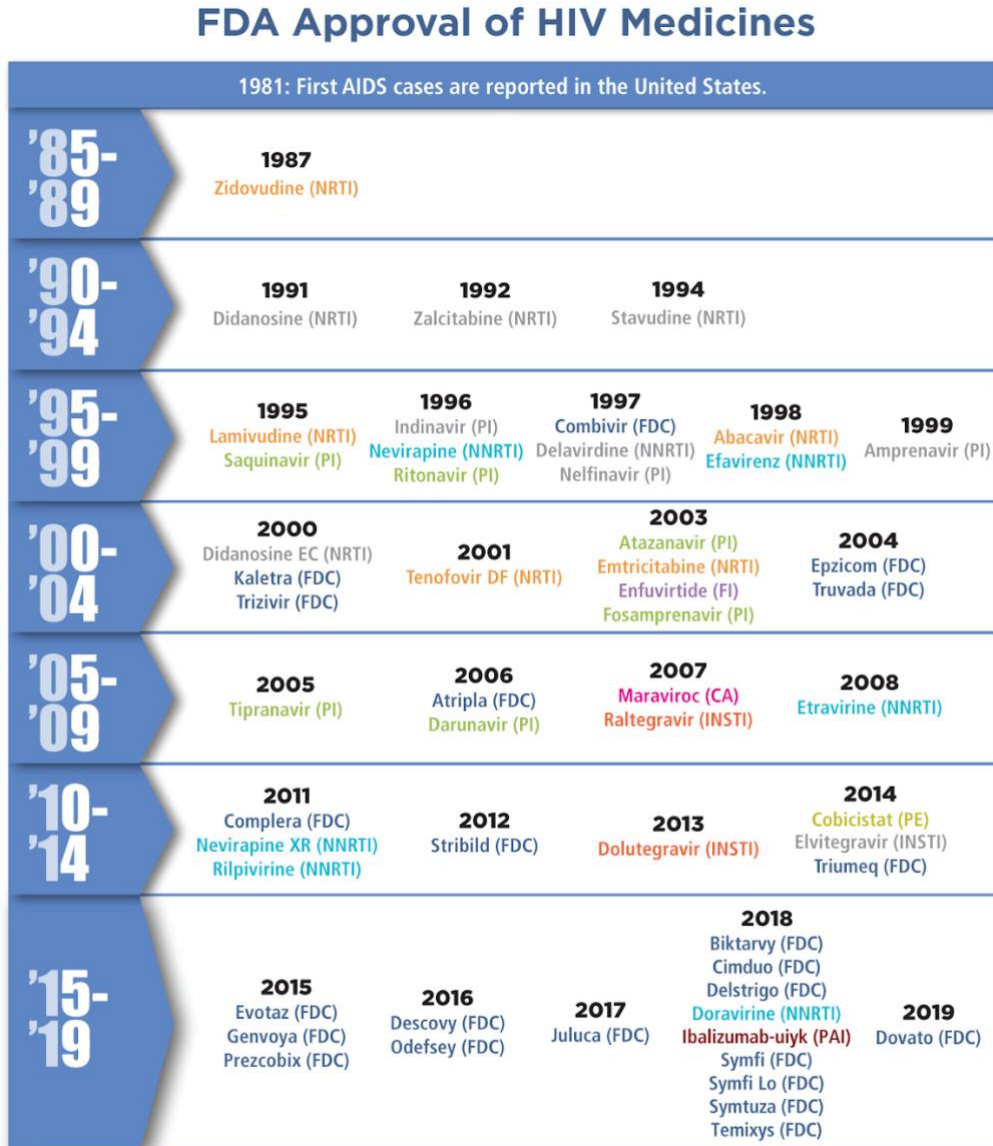 FDA Approval of HIV Medicines
1981: First AIDS cases are reported in the United States.
'85-
'89
1987
Zidovudine (NRTI)
'90-
'94
1991
Didanosine (NRTI)
1992
Zalcitabine (NRTI)
1994
Stavudine (NRTI)
'95-
'99
1995
Lamivudine (NRTI)
Saquinavir (PI)
1996
Indinavir (PI)
Nevirapine (NNRTI)
Ritonavir (PI)
1997
Combivir (FDC)
Delavirdine (NNRTI)
Nelfinavir (PI)
1998
Abacavir (NRTI)
Efavirenz (NNRTI)
1999
Amprenavir (PI)
'00-
'04
2000
Didanosine EC (NRTI)
Kaletra (FDC)
Trizivir (FDC)
2001
Tenofovir DF (NRTI)
2003
Atazanavir (PI)
Emtricitabine (NRTI)
Enfuvirtide (FI)
Fosamprenavir (PI)
2004
Epzicom (FDC)
Truvada (FDC)
'05-
'09
2005
Tipranavir (PI)
2006
Atripla (FDC)
Darunavir (PI)
2007
Maraviroc (CA)
Raltegravir (INSTI)
2008
Etravirine (NNRTI)
'10-
'14
2011
Complera (FDC)
Nevirapine XR (NNRTI)
Rilpivirine (NNRTI)
2012
Stribild (FDC)
2013
Dolutegravir (INSTI)
2014
Cobicistat (PE)
Elvitegravir (INSTI)
Triumeq (FDC)
'15-
'19
2015
Evotaz (FDC)
Genvoya (FDC)
Prezcobix (FDC)
2016
Descovy (FDC)
Odefsey (FDC)
2017
Juluca (FDC)
2018
Biktarvy (FDC)
Cimduo (FDC)
Delstrigo (FDC)
Doravirine (NNRTI)
Ibalizumab-uiyk (PAI)
Symfi (FDC)
Symfi Lo (FDC)
Symtuza (FDC)
Temixys (FDC)
2019
Dovato (FDC)